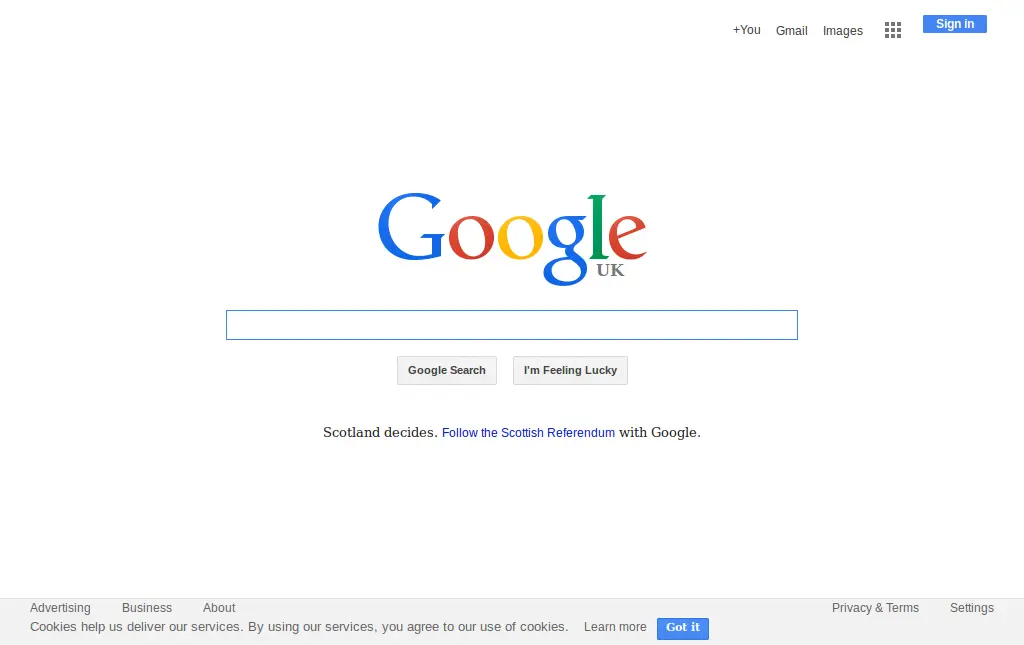 +You Gmail Images Sign in
Google
UK
Google Search I'm Feeling Lucky
Scotland decides. Follow the Scottish Referendum with Google.
Advertising Business About Privacy & Terms Settings
Cookies help us deliver our services. By using our services, you agree to our use of cookies. Learn more Got it